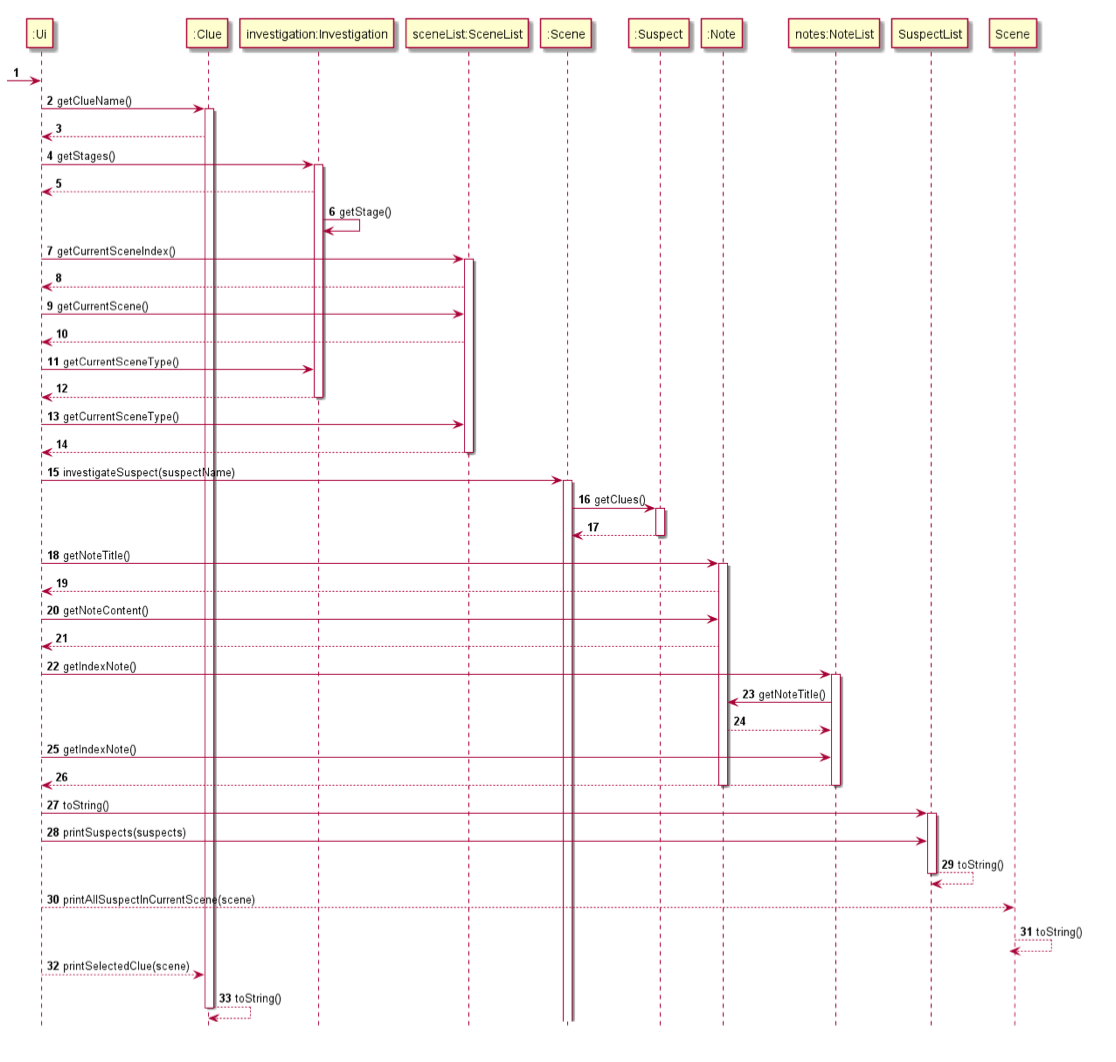 :Ui :Clue investigation:Investigation sceneList:SceneList :Scene :Suspect :Note notes:NoteList SuspectList Scene
1
2 getClueName()
3
4 getStages()
5
6 getStage()
7 getCurrentSceneIndex()
8
9 getCurrentScene()
10
11 getCurrentSceneType()
12
13 getCurrentSceneType()
14
15 investigateSuspect(suspectName)
16 getClues()
17
18 getNoteTitle()
19
20 getNoteContent()
21
22 getIndexNote()
23 getNoteTitle()
24
25 getIndexNote()
26
27 toString()
28 printSuspects(suspects)
29 toString()
30 printAllSuspectInCurrentScene(scene)
31 toString()
32 printSelectedClue(scene)
33 toString()